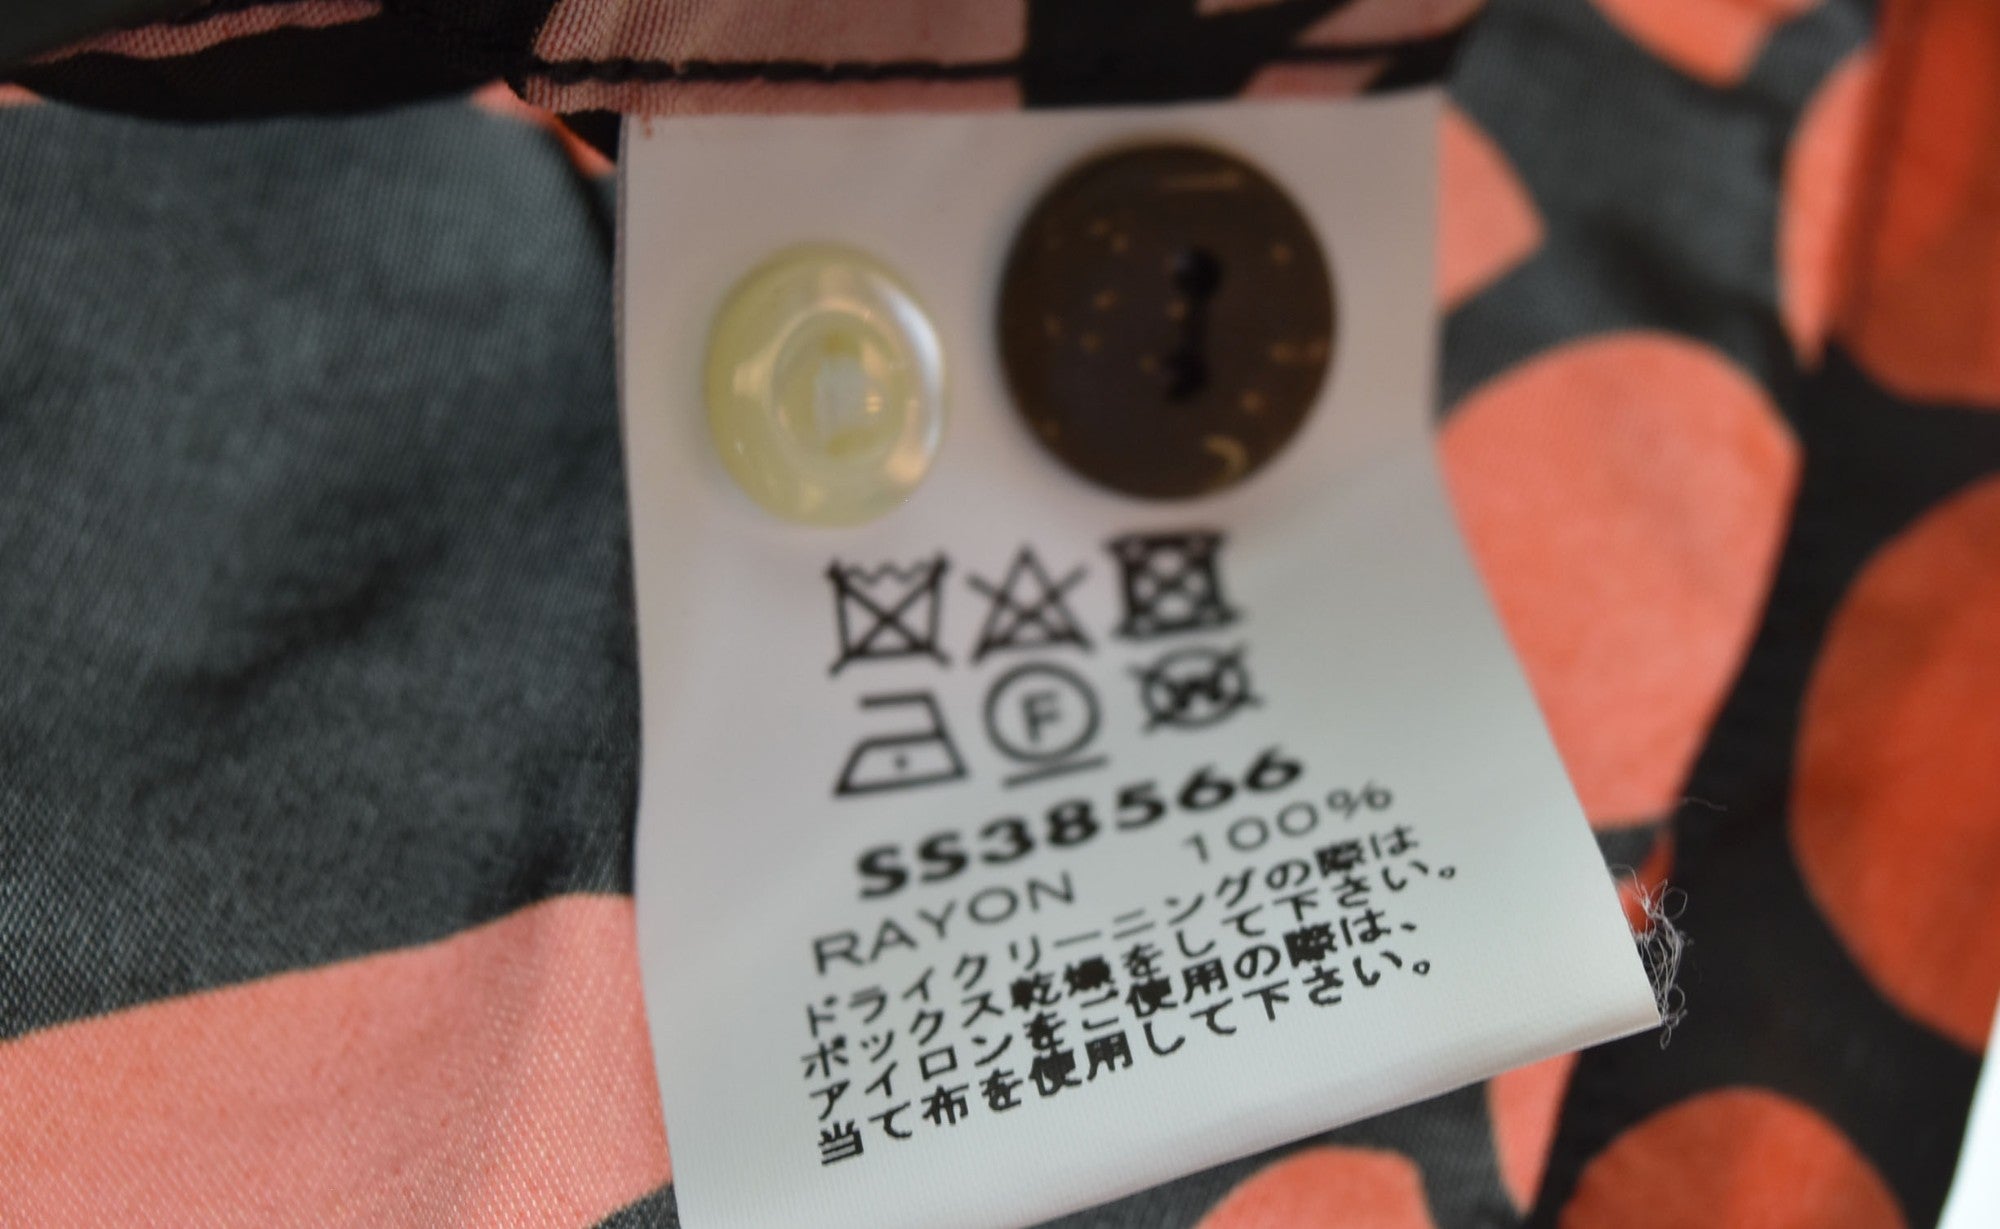 F
W
SS38566
RAYON 100%
ドライクリーニングの際は
ボックス乾燥をして下さい。
アイロンをご使用の際は、
当て布を使用して下さい。